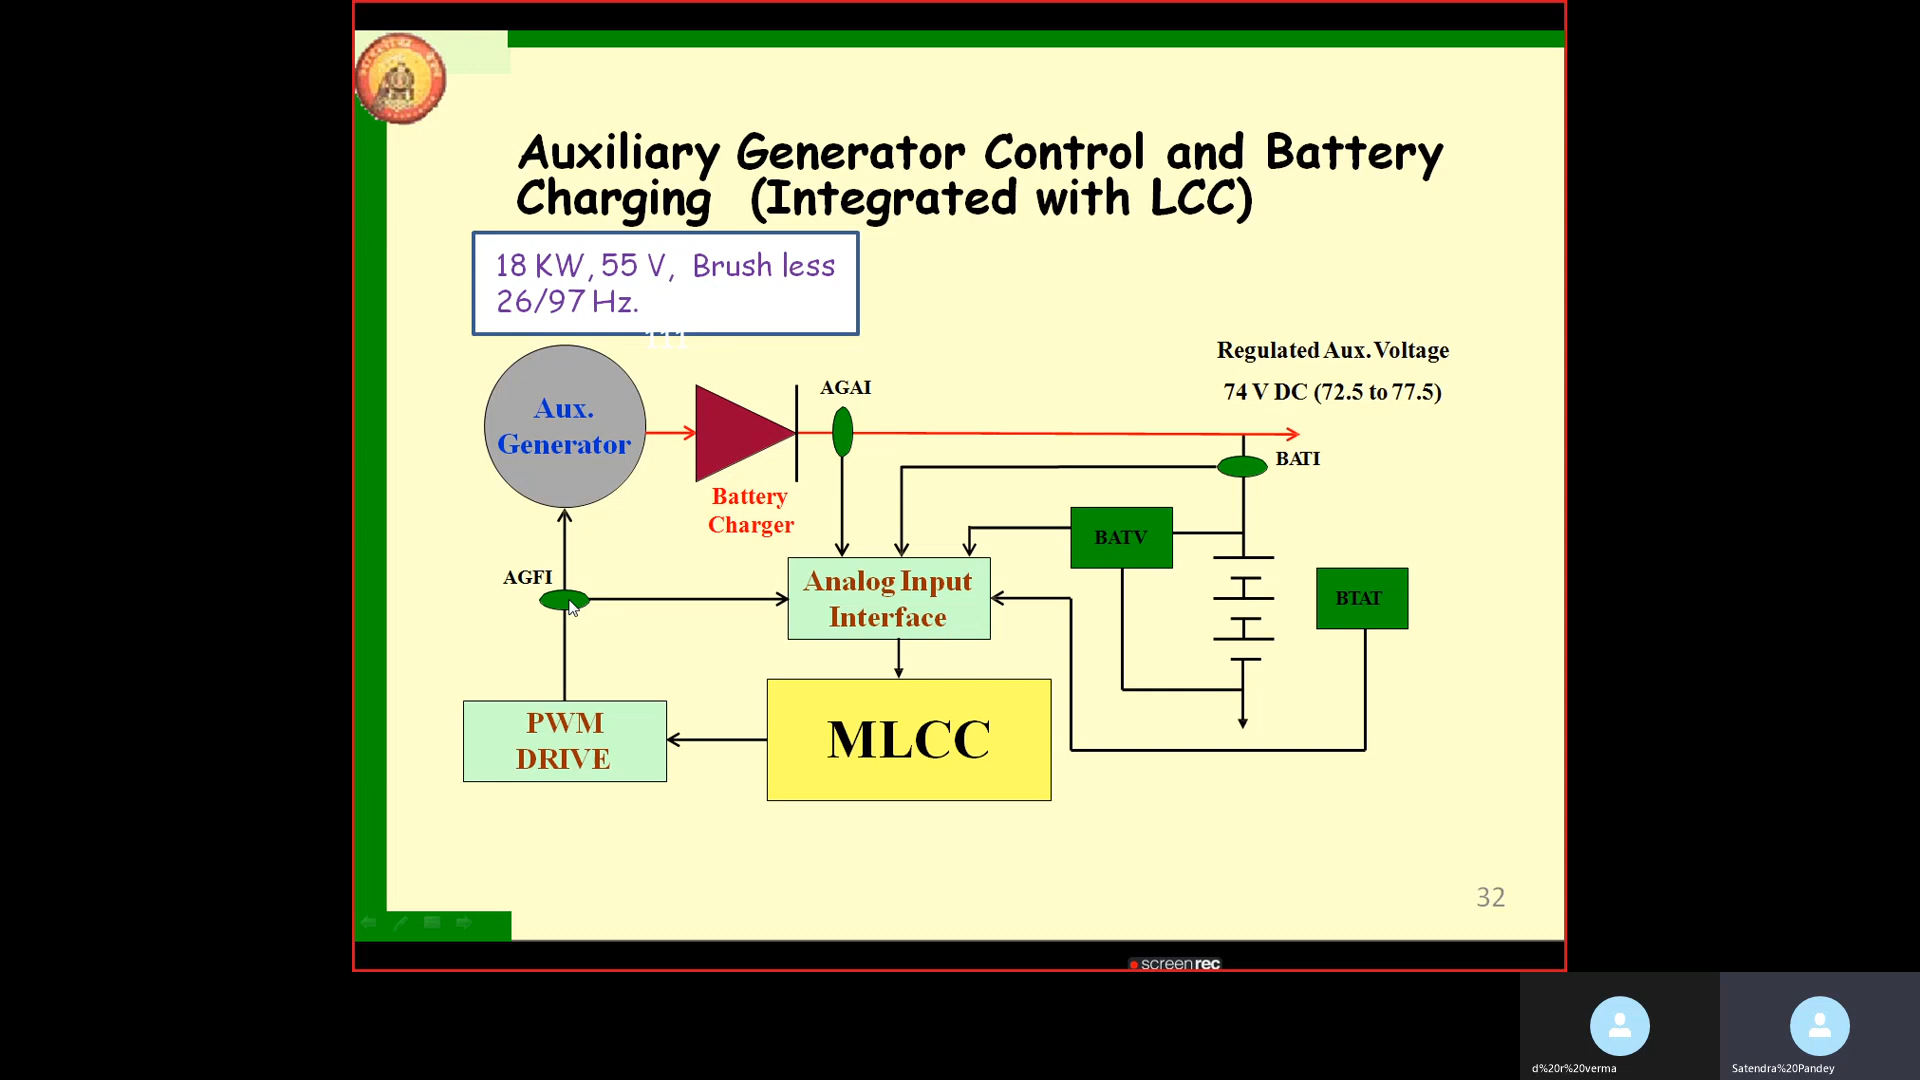 Auxiliary Generator Control and Battery
Charging (Integrated with LCC)
18 KW, 55 V, Brush less
26/97 Hz.
Regulated Aux. Voltage
74 V DC (72.5 to 77.5)
AGAI
Aux.
Generator
BATI
Battery
Charger
BATV
AGFI
Analog Input
Interface
BTAT
PWM
DRIVE
MLCC
32
screenrec
d%20r%20verma
Satendra%20Pandey